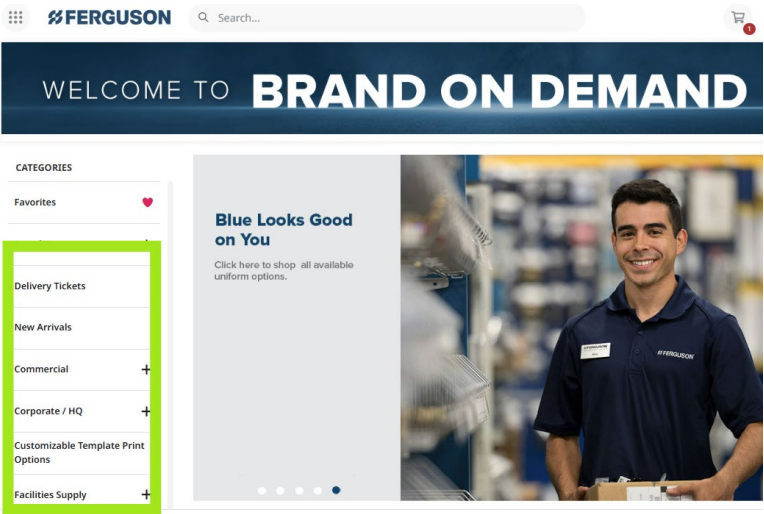 FERGUSON
Search...
1
WELCOME TO BRAND ON DEMAND
CATEGORIES
Favorites
Delivery Tickets
New Arrivals
Commercial
Corporate / HQ
Customizable Template Print
Options
Facilities Supply
Blue Looks Good
on You
Click here to shop all available
uniform options.
FERGUSON
FERGUSON